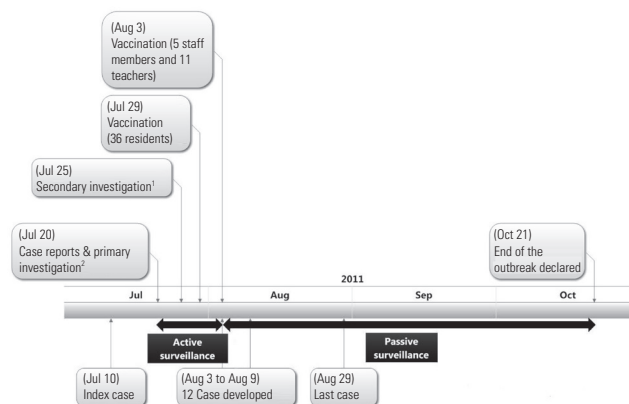 (Aug 3)
Vaccination (5 staff
members and 11
teachers)
(Jul 29)
Vaccination
(36 residents)
(Jul 25)
Secondary investigation¹
(Jul 20)
Case reports & primary
investigation²
(Oct 21)
End of the
outbreak declared
2011
Jul Aug Sep Oct
Active
surveillance
Passive
surveillance
(Jul 10)
Index case
(Aug 3 to Aug 9)
12 Case developed
(Aug 29)
Last case